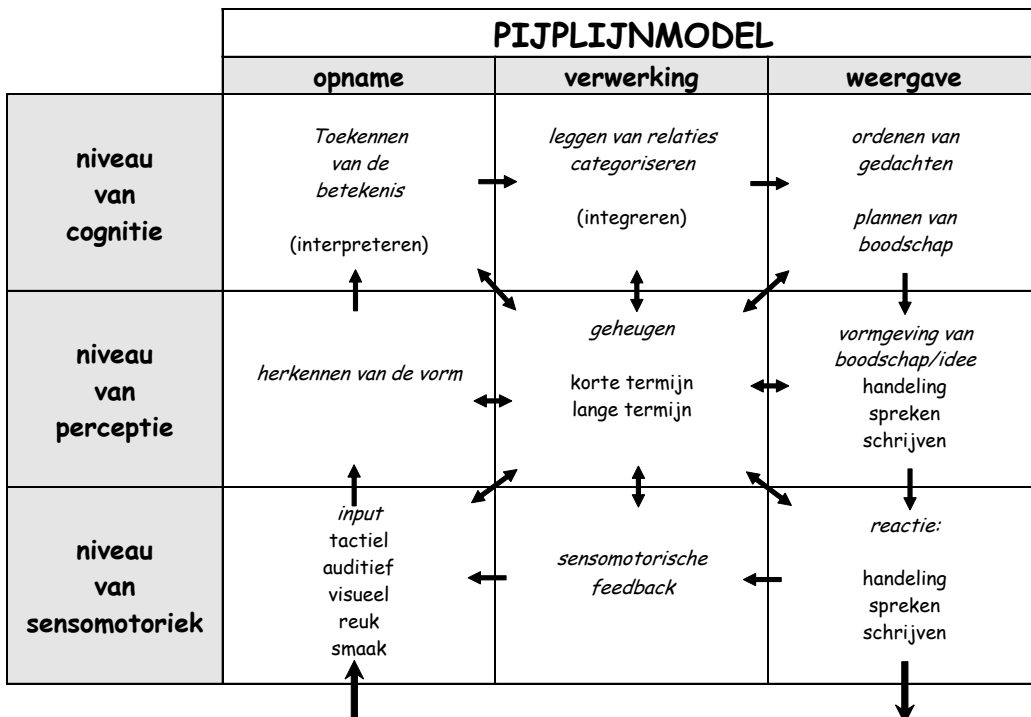 PIJPLIJNMODEL
opname
verwerking
weergave
niveau
van
cognitie
Toekennen
van de
betekenis
(interpreteren)
leggen van relaties
categoriseren
(integreren)
ordenen van
gedachten
plannen van
boodschap
niveau
van
perceptie
herkennen van de vorm
geheugen
korte termijn
lange termijn
vormgeving van
boodschap/idee
handeling
spreken
schrijven
niveau
van
sensomotoriek
input
tactiel
auditief
visueel
reuk
smaak
sensomotorische
feedback
reactie:
handeling
spreken
schrijven